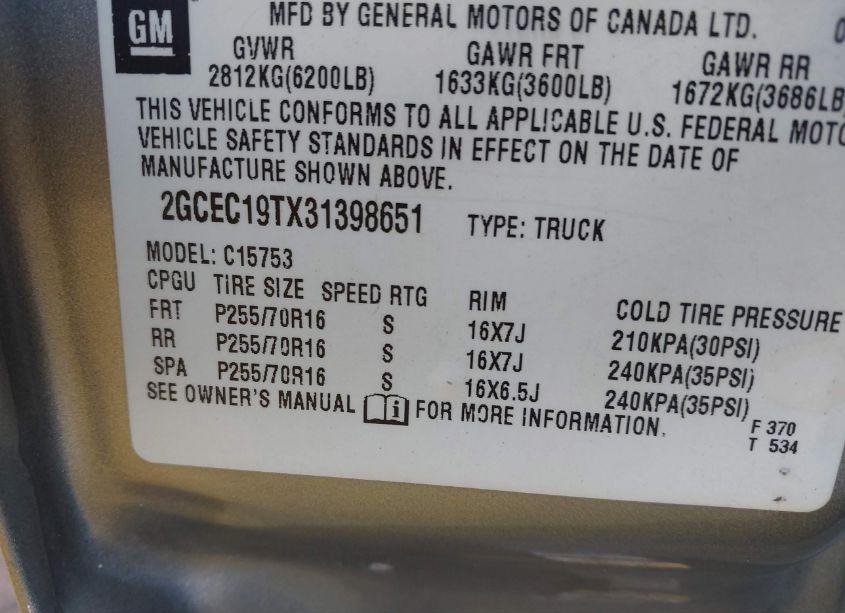 GM
MFD BY GENERAL MOTORS OF CANADA LTD.
GVWR GAWR FRT GAWR RR
2812KG(6200LB) 1633KG(3600LB) 1672KG(3686LB)
THIS VEHICLE CONFORMS TO ALL APPLICABLE U.S. FEDERAL MOTO
VEHICLE SAFETY STANDARDS IN EFFECT ON THE DATE OF
MANUFACTURE SHOWN ABOVE.
2GCEC19TX31398651 TYPE: TRUCK
MODEL: C15753
CPGU TIRE SIZE SPEED RTG RIM COLD TIRE PRESSURE
FRT P255/70R16 S 16X7J 210KPA(30PSI)
RR P255/70R16 S 16X7J 240KPA(35PSI)
SPA P255/70R16 S 16X6.5J 240KPA(35PSI)
SEE OWNER'S MANUAL i FOR MORE INFORMATION.
F 370
T 534